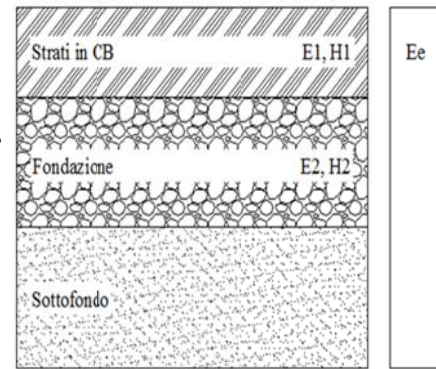 Strati in CB E1, H1 Ee
Fondazione E2, H2
Sottofondo